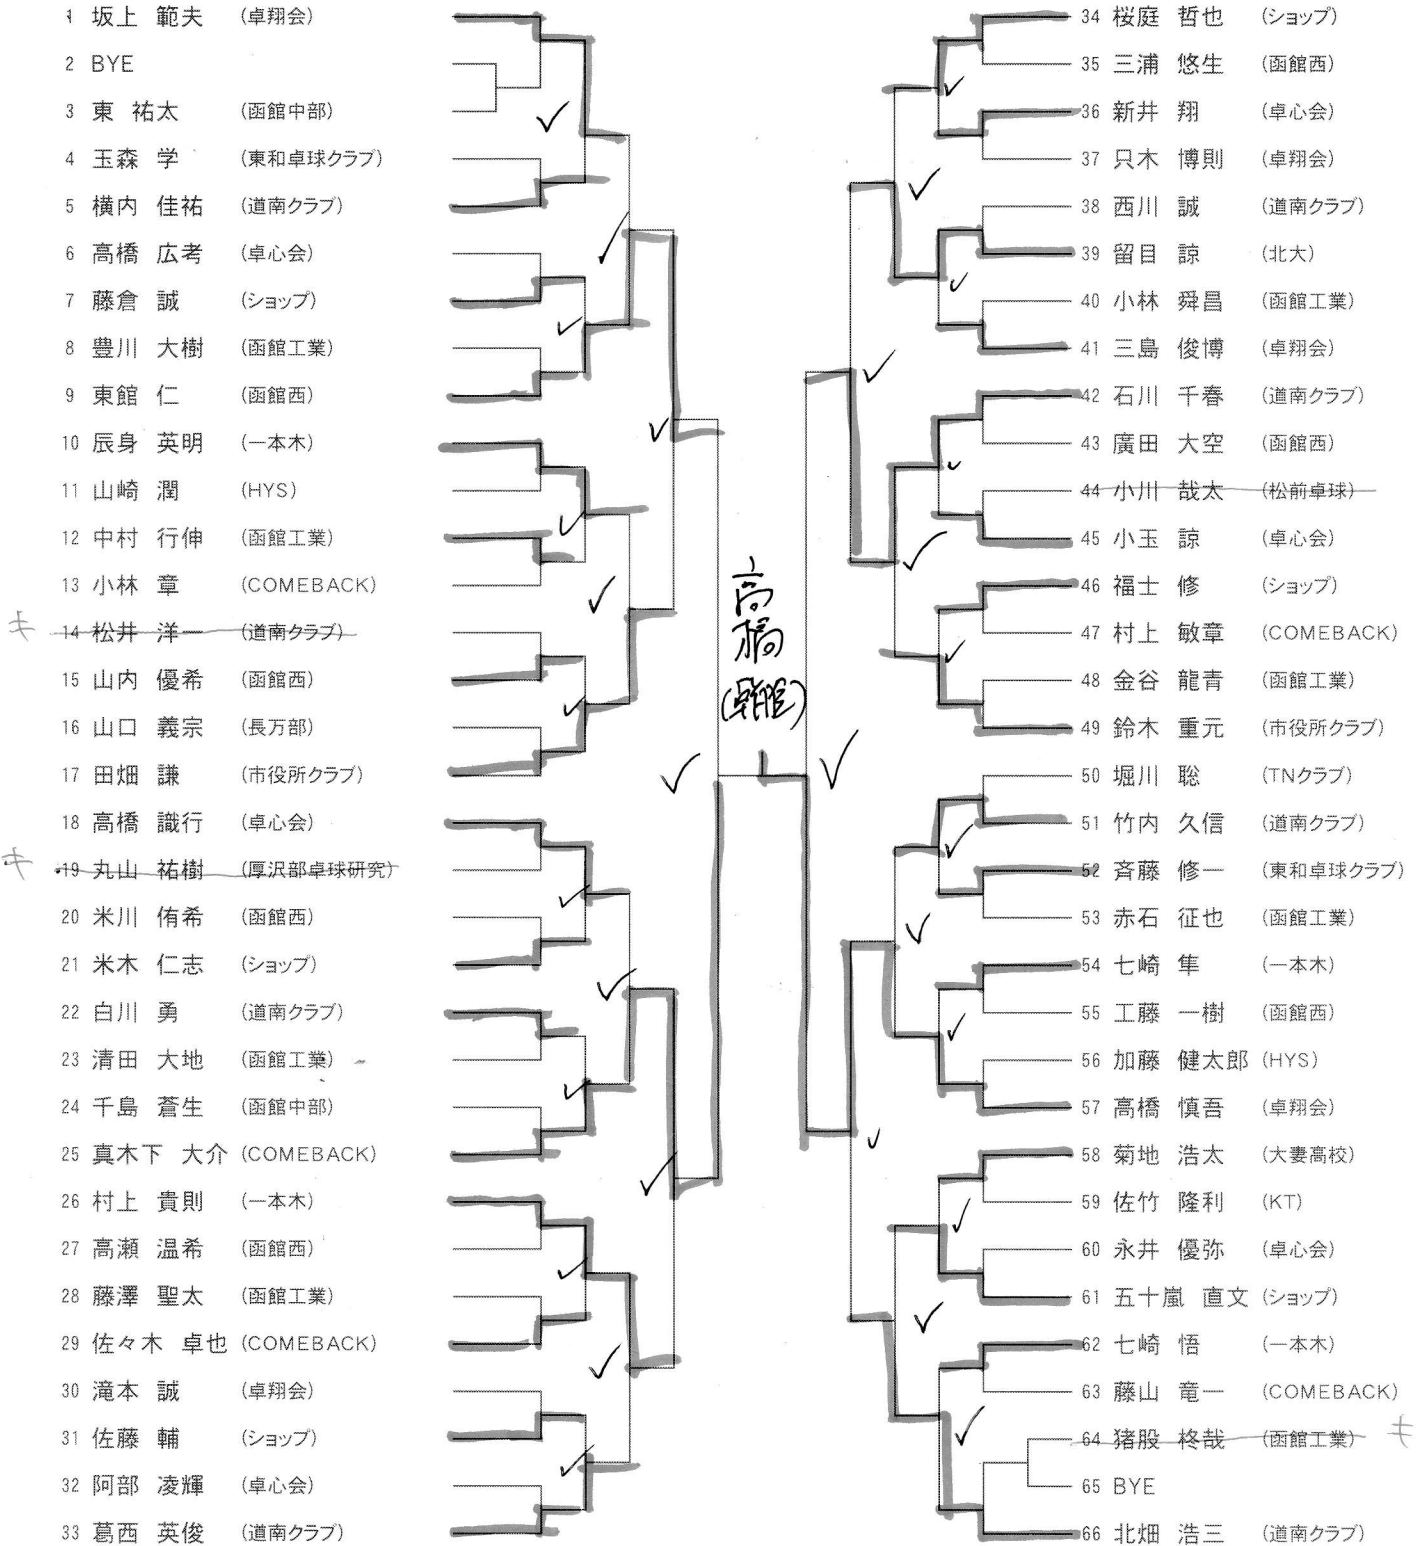 1 坂上 範夫 (卓翔会)
2 BYE
3 東 祐太 (函館中部)
4 玉森 学 (東和卓球クラブ)
5 横内 佳祐 (道南クラブ)
6 高橋 広考 (卓心会)
7 藤倉 誠 (ショップ)
8 豊川 大樹 (函館工業)
9 東館 仁 (函館西)
10 辰身 英明 (一本木)
11 山崎 潤 (HYS)
12 中村 行伸 (函館工業)
13 小林 章 (COMEBACK)
キ 14 松井 洋一 (道南クラブ)
15 山内 優希 (函館西)
16 山口 義宗 (長万部)
17 田畑 謙 (市役所クラブ)
18 高橋 識行 (卓心会)
キ 19 丸山 祐樹 (厚沢部卓球研究)
20 米川 侑希 (函館西)
21 米木 仁志 (ショップ)
22 白川 勇 (道南クラブ)
23 清田 大地 (函館工業)
24 千島 蒼生 (函館中部)
25 真木下 大介 (COMEBACK)
26 村上 貴則 (一本木)
27 高瀬 温希 (函館西)
28 藤澤 聖太 (函館工業)
29 佐々木 卓也 (COMEBACK)
30 滝本 誠 (卓翔会)
31 佐藤 輔 (ショップ)
32 阿部 凌輝 (卓心会)
33 葛西 英俊 (道南クラブ)
高橋
34 桜庭 哲也 (ショップ)
35 三浦 悠生 (函館西)
36 新井 翔 (卓心会)
37 只木 博則 (卓翔会)
38 西川 誠 (道南クラブ)
39 留目 諒 (北大)
40 小林 舜昌 (函館工業)
41 三島 俊博 (卓翔会)
42 石川 千春 (道南クラブ)
43 廣田 大空 (函館西)
44 小川 哉太 (松前卓球)
45 小玉 諒 (卓心会)
46 福士 修 (ショップ)
47 村上 敏章 (COMEBACK)
48 金谷 龍青 (函館工業)
49 鈴木 重元 (市役所クラブ)
50 堀川 聡 (TNクラブ)
51 竹内 久信 (道南クラブ)
52 斉藤 修一 (東和卓球クラブ)
53 赤石 征也 (函館工業)
54 七崎 隼 (一本木)
55 工藤 一樹 (函館西)
56 加藤 健太郎 (HYS)
57 高橋 慎吾 (卓翔会)
58 菊地 浩太 (大妻高校)
59 佐竹 隆利 (KT)
60 永井 優弥 (卓心会)
61 五十嵐 直文 (ショップ)
62 七崎 悟 (一本木)
63 藤山 竜一 (COMEBACK)
64 猪股 柊哉 (函館工業) キ
65 BYE
66 北畑 浩三 (道南クラブ)